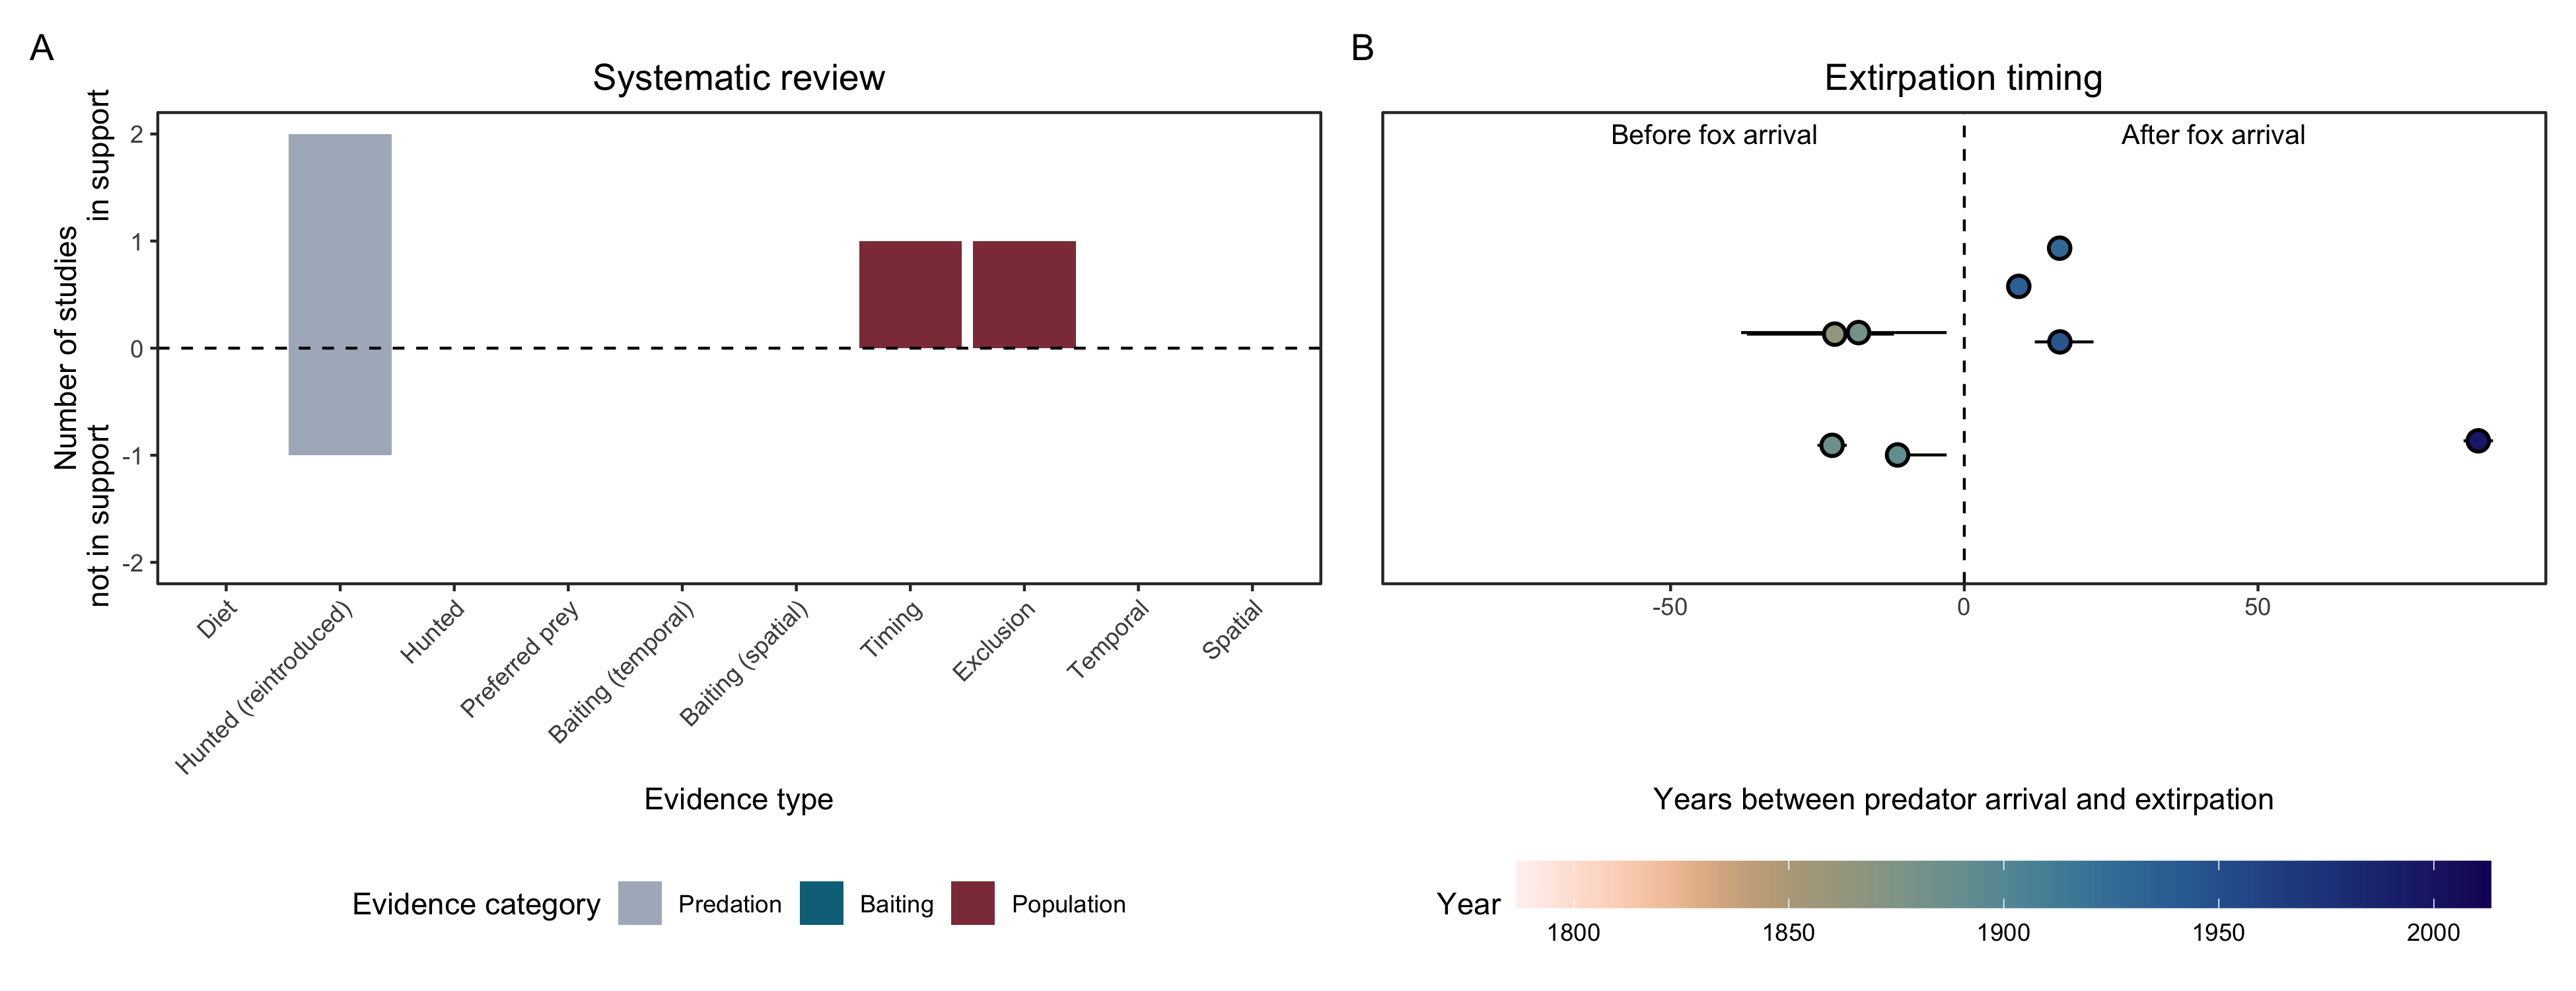 A
Systematic review
Number of studies
not in support
in support
2
1
0
-1
-2
Diet
Hunted (reintroduced)
Hunted
Preferred prey
Baiting (temporal)
Baiting (spatial)
Timing
Exclusion
Temporal
Spatial
Evidence type
Evidence category
Predation
Baiting
Population
B
Extirpation timing
Before fox arrival
After fox arrival
-50
0
50
Years between predator arrival and extirpation
Year
1800
1850
1900
1950
2000